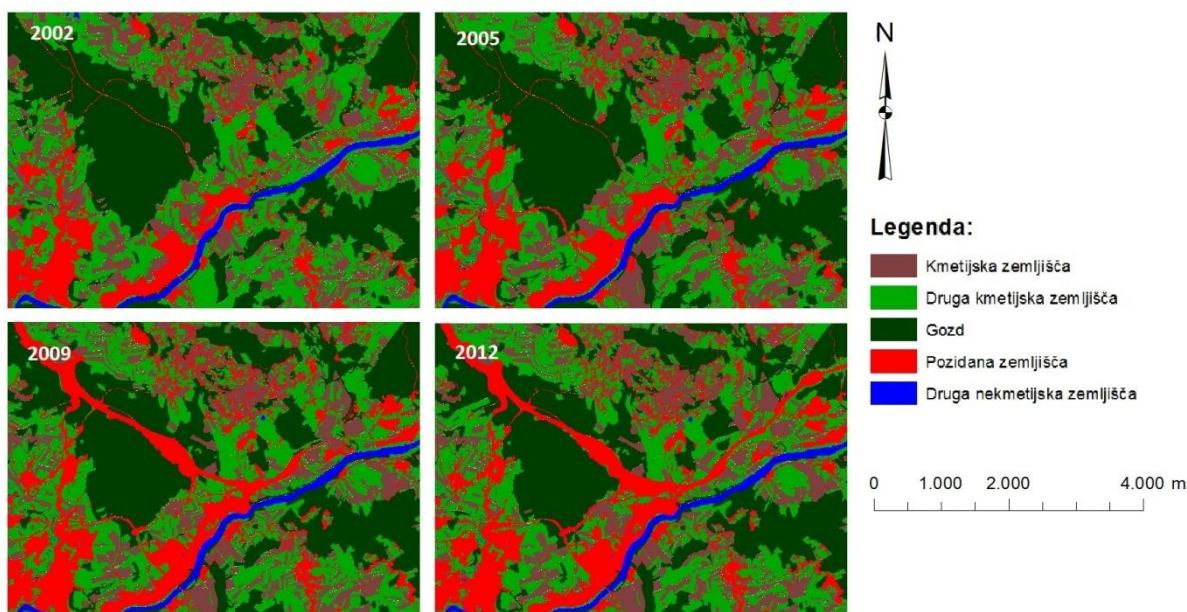 2002
2005
N
Legenda:
Kmetijska zemljišča
Druga kmetijska zemljišča
Gozd
Pozidana zemljišča
Druga nekmetijska zemljišča
2009
2012
0 1.000 2.000 4.000 m